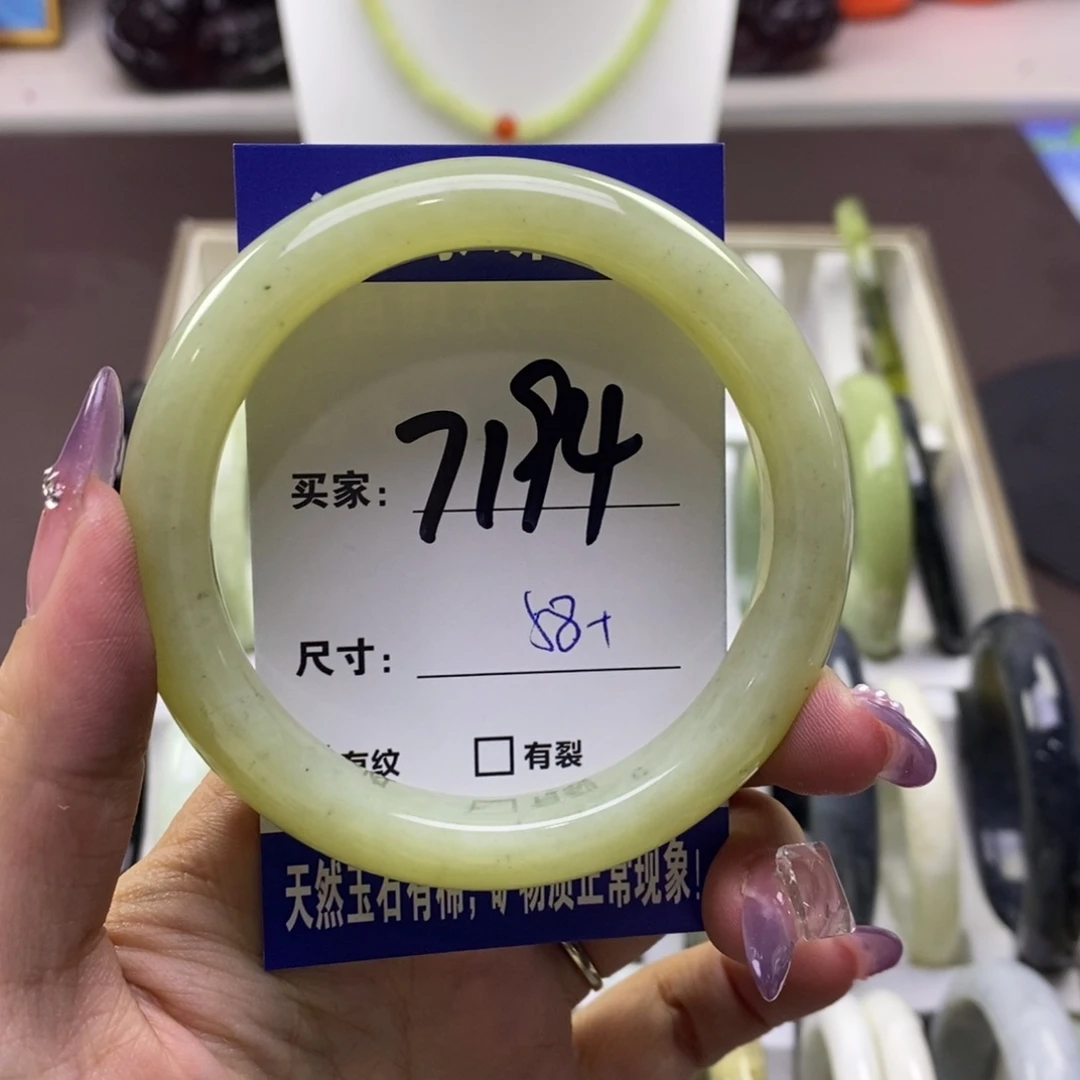 买家：7194
尺寸：58+
有纹 □ 有裂
天然玉石有棉，矿物质正常现象！